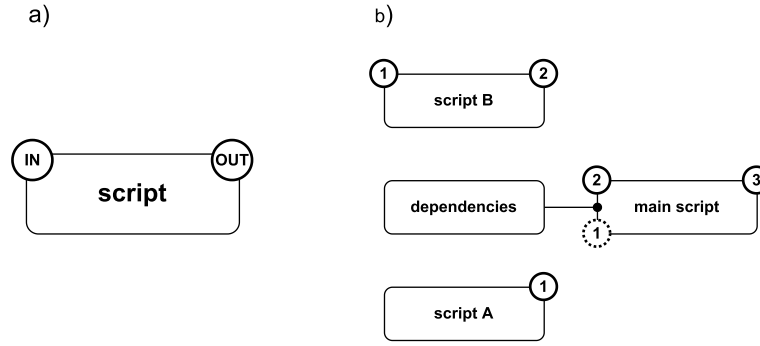 a)
IN
OUT
script
b)
1
2
script B
dependencies
2
3
main script
1
1
script A